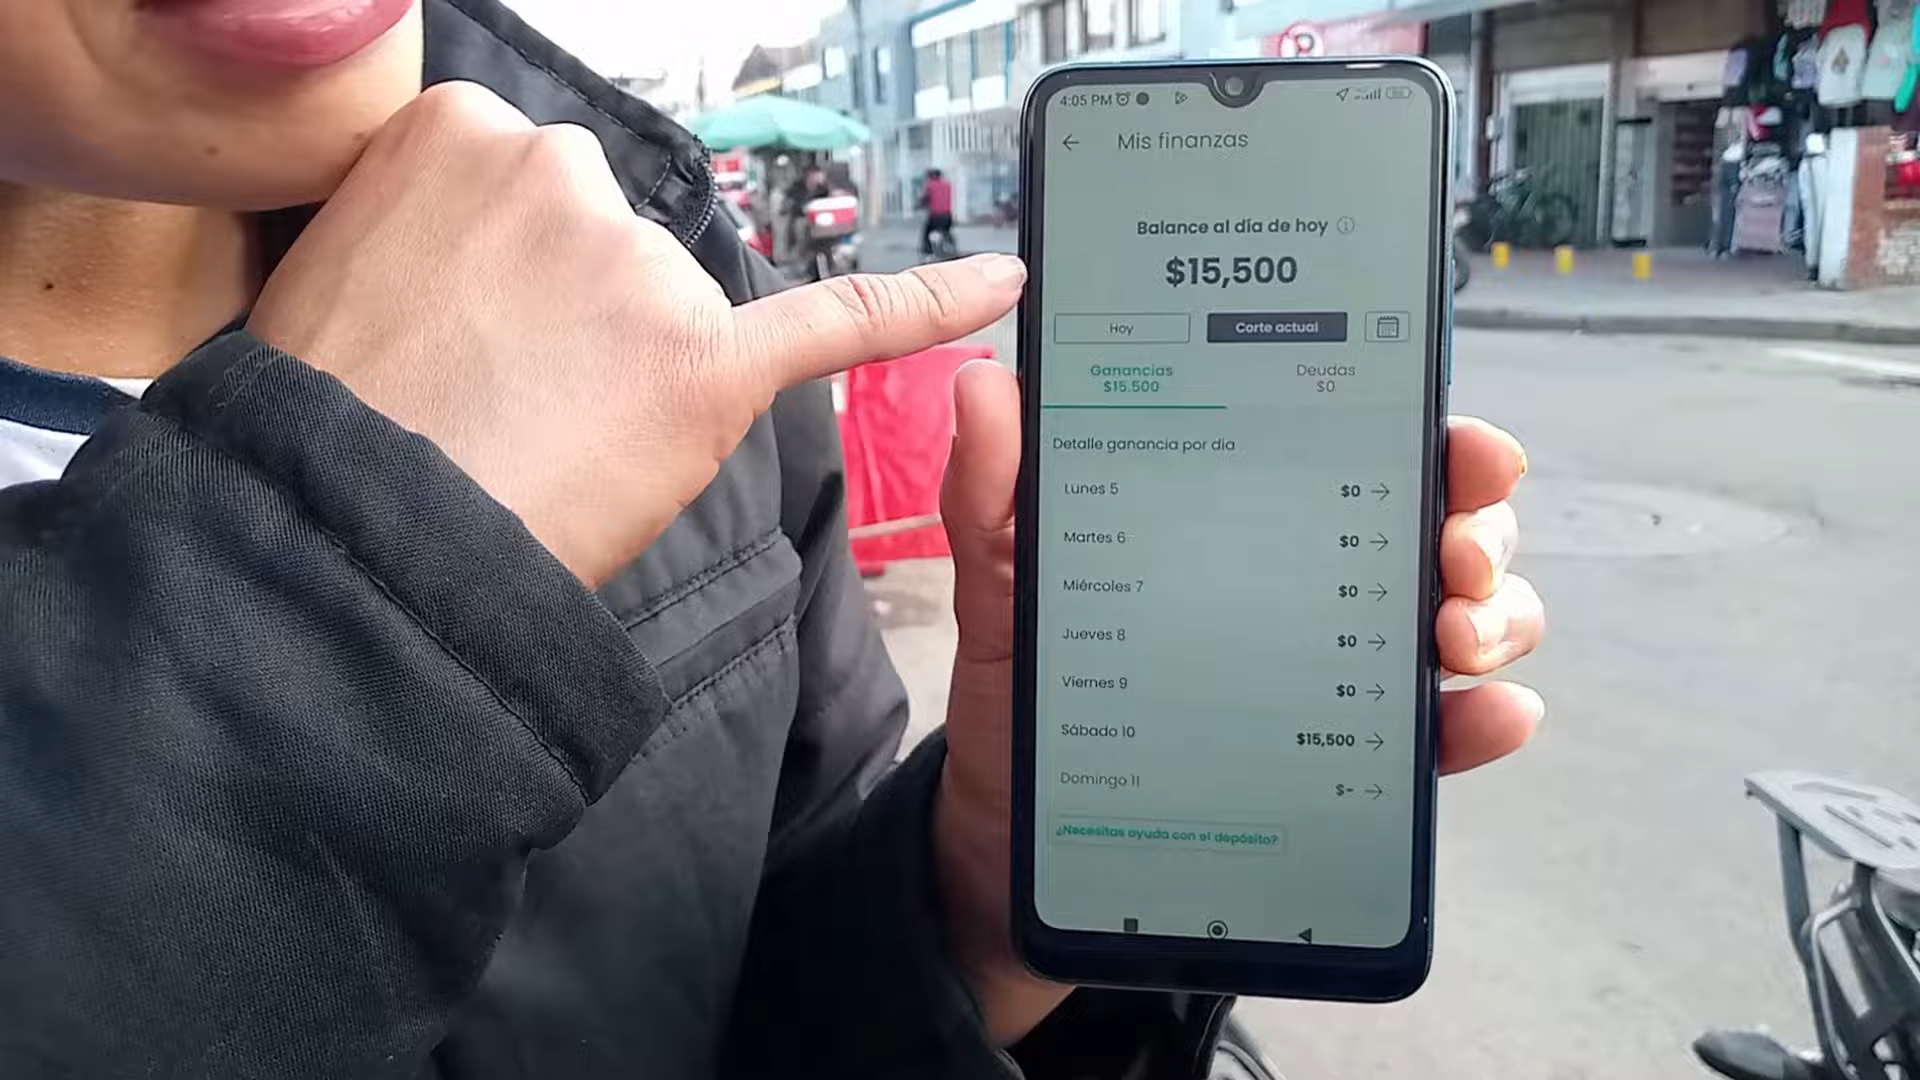 4:05 PM
Mis finanzas
Balance al día de hoy
$15,500
Hoy
Corte actual
Ganancias
$15.500
Deudas
$0
Detalle ganancia por día
Lunes 5 $0
Martes 6 $0
Miércoles 7 $0
Jueves 8 $0
Viernes 9 $0
Sábado 10 $15,500
Domingo 11 $-
¿Necesitas ayuda con el depósito?